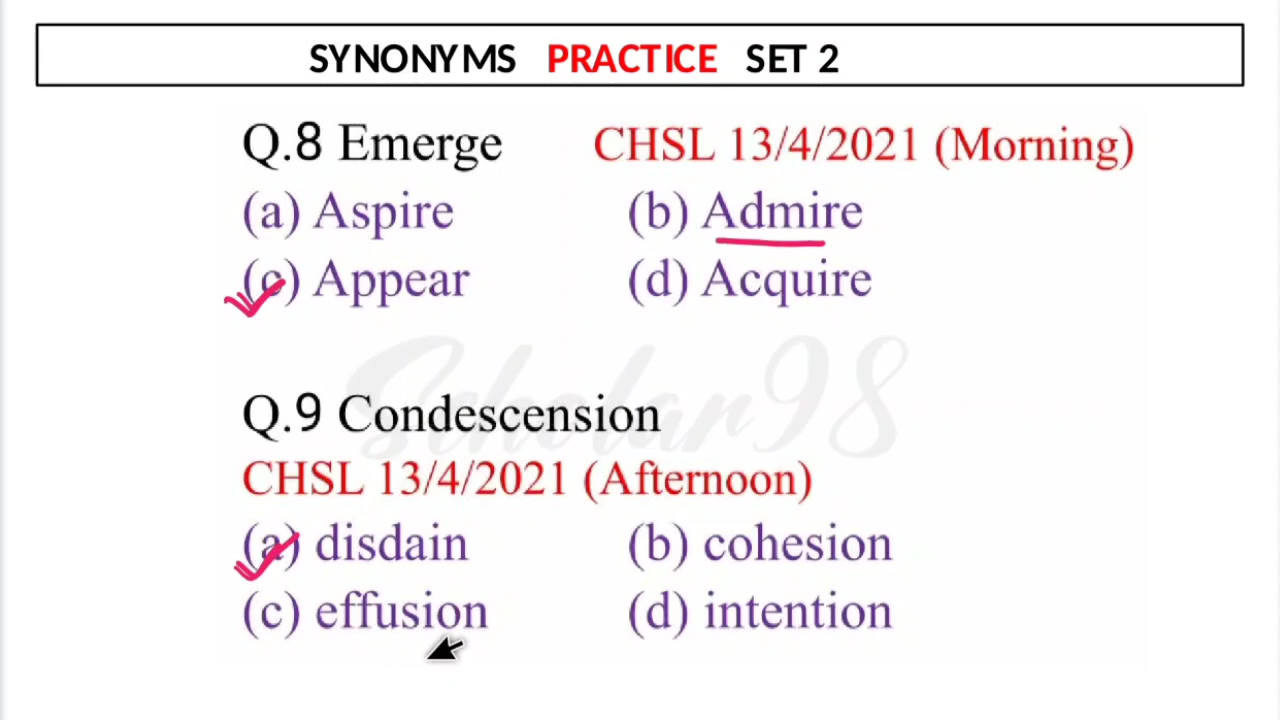 SYNONYMS PRACTICE SET 2
Q.8 Emerge CHSL 13/4/2021 (Morning)
(a) Aspire (b) Admire
(c) Appear (d) Acquire
Scholar98
Q.9 Condescension
CHSL 13/4/2021 (Afternoon)
(a) disdain (b) cohesion
(c) effusion (d) intention